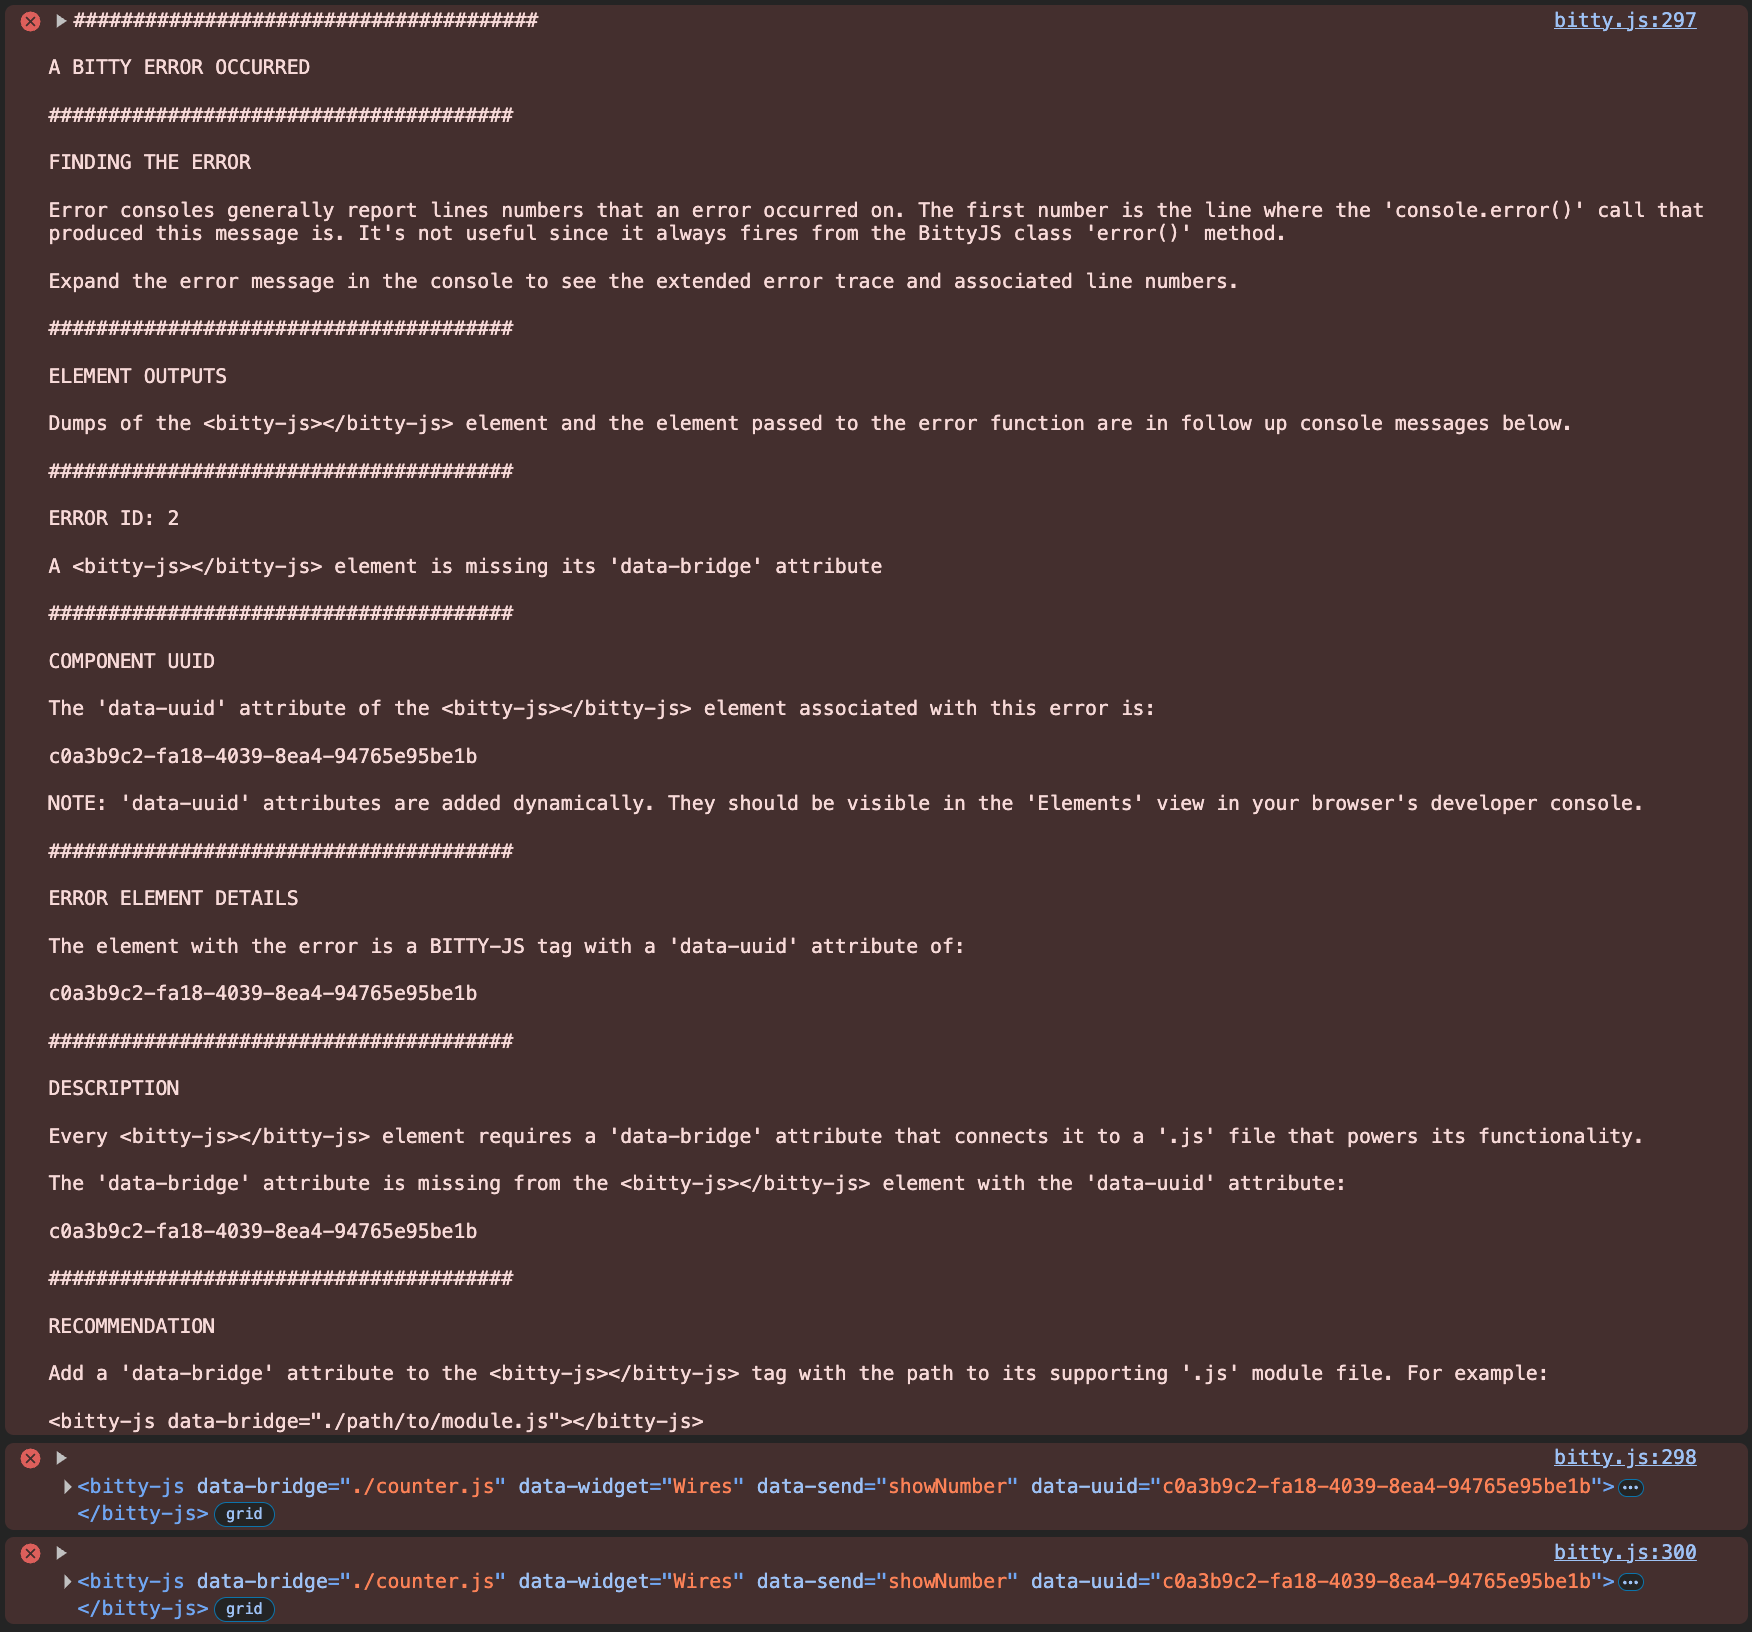 ####################################### bitty.js:297
A BITTY ERROR OCCURRED
#######################################
FINDING THE ERROR
Error consoles generally report lines numbers that an error occurred on. The first number is the line where the 'console.error()' call that
produced this message is. It's not useful since it always fires from the BittyJS class 'error()' method.
Expand the error message in the console to see the extended error trace and associated line numbers.
#######################################
ELEMENT OUTPUTS
Dumps of the <bitty-js></bitty-js> element and the element passed to the error function are in follow up console messages below.
#######################################
ERROR ID: 2
A <bitty-js></bitty-js> element is missing its 'data-bridge' attribute
#######################################
COMPONENT UUID
The 'data-uuid' attribute of the <bitty-js></bitty-js> element associated with this error is:
c0a3b9c2-fa18-4039-8ea4-94765e95be1b
NOTE: 'data-uuid' attributes are added dynamically. They should be visible in the 'Elements' view in your browser's developer console.
#######################################
ERROR ELEMENT DETAILS
The element with the error is a BITTY-JS tag with a 'data-uuid' attribute of:
c0a3b9c2-fa18-4039-8ea4-94765e95be1b
#######################################
DESCRIPTION
Every <bitty-js></bitty-js> element requires a 'data-bridge' attribute that connects it to a '.js' file that powers its functionality.
The 'data-bridge' attribute is missing from the <bitty-js></bitty-js> element with the 'data-uuid' attribute:
c0a3b9c2-fa18-4039-8ea4-94765e95be1b
#######################################
RECOMMENDATION
Add a 'data-bridge' attribute to the <bitty-js></bitty-js> tag with the path to its supporting '.js' module file. For example:
<bitty-js data-bridge="./path/to/module.js"></bitty-js>
bitty.js:298
<bitty-js data-bridge="./counter.js" data-widget="Wires" data-send="showNumber" data-uuid="c0a3b9c2-fa18-4039-8ea4-94765e95be1b">…
</bitty-js> grid
bitty.js:300
<bitty-js data-bridge="./counter.js" data-widget="Wires" data-send="showNumber" data-uuid="c0a3b9c2-fa18-4039-8ea4-94765e95be1b">…
</bitty-js> grid